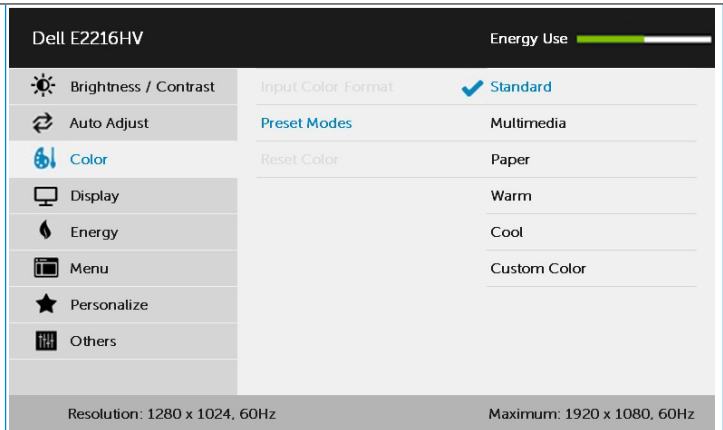 Dell E2216HV Energy Use
Brightness / Contrast Input Color Format Standard
Auto Adjust Preset Modes Multimedia
Color Reset Color Paper
Display Warm
Energy Cool
Menu Custom Color
Personalize
Others
Resolution: 1280 x 1024, 60Hz Maximum: 1920 x 1080, 60Hz